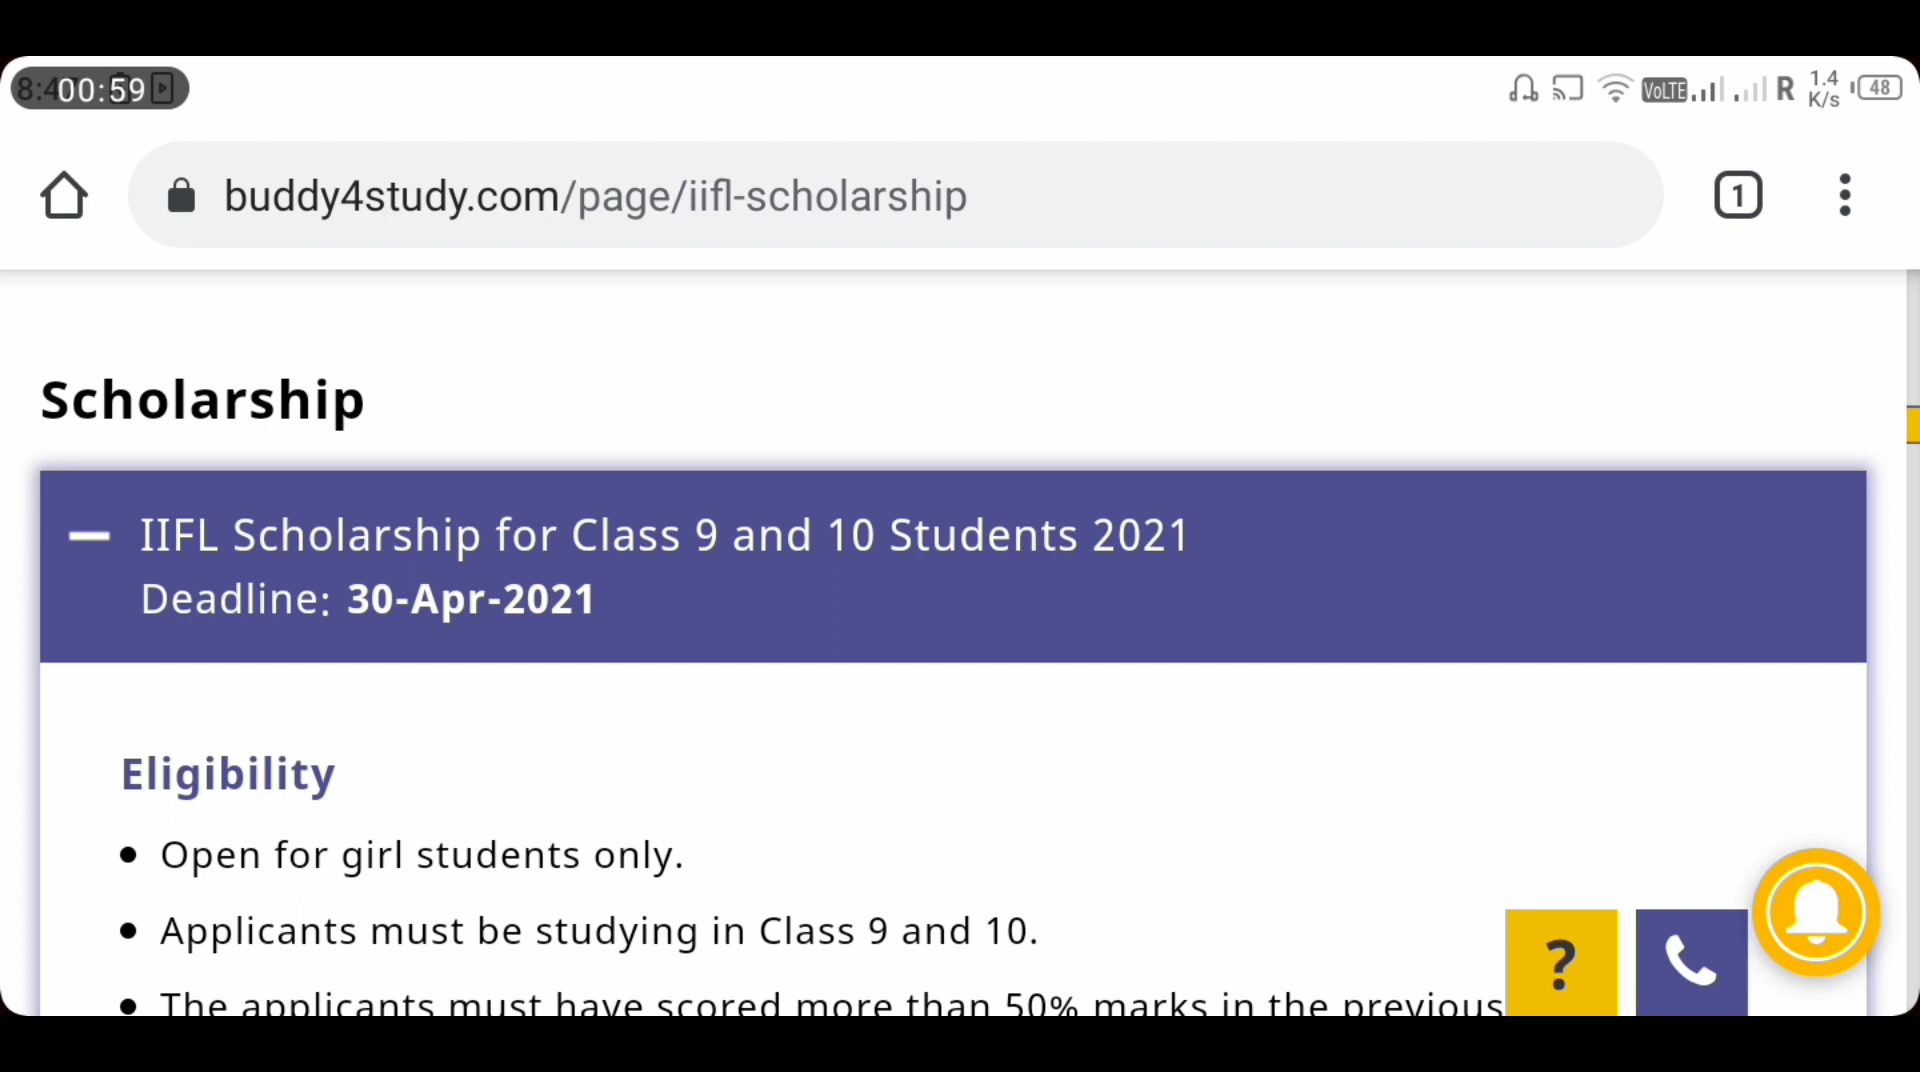 00:59
VoLTE R 1.4 K/s 48
buddy4study.com/page/iifl-scholarship
1
Scholarship
IIFL Scholarship for Class 9 and 10 Students 2021
Deadline: 30-Apr-2021
Eligibility
Open for girl students only.
Applicants must be studying in Class 9 and 10.
The applicants must have scored more than 50% marks in the previous
?